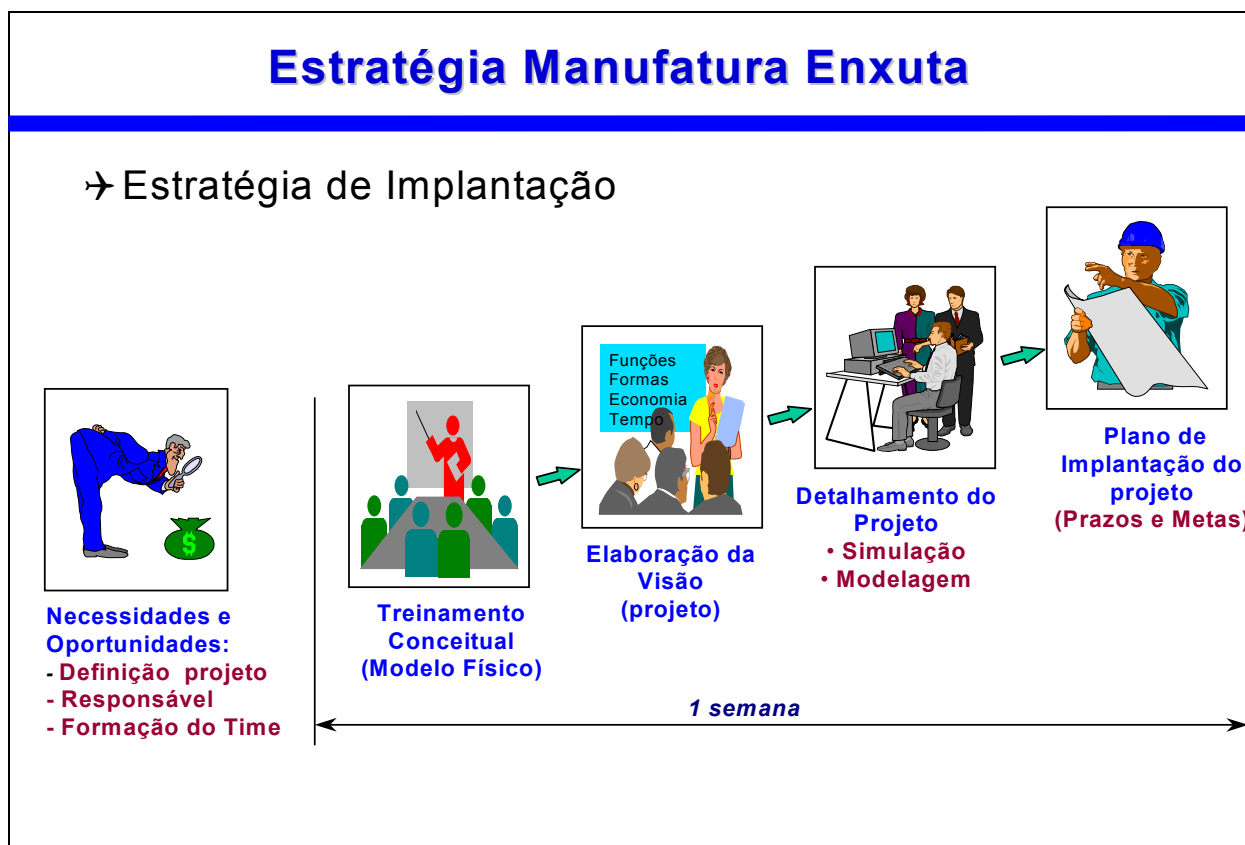 Estratégia Manufatura Enxuta
✈ Estratégia de Implantação
Necessidades e
Oportunidades:
- Definição projeto
- Responsável
- Formação do Time
$
Treinamento
Conceitual
(Modelo Físico)
Funções
Formas
Economia
Tempo
Elaboração da
Visão
(projeto)
Detalhamento do
Projeto
• Simulação
• Modelagem
Plano de
Implantação do
projeto
(Prazos e Metas)
1 semana